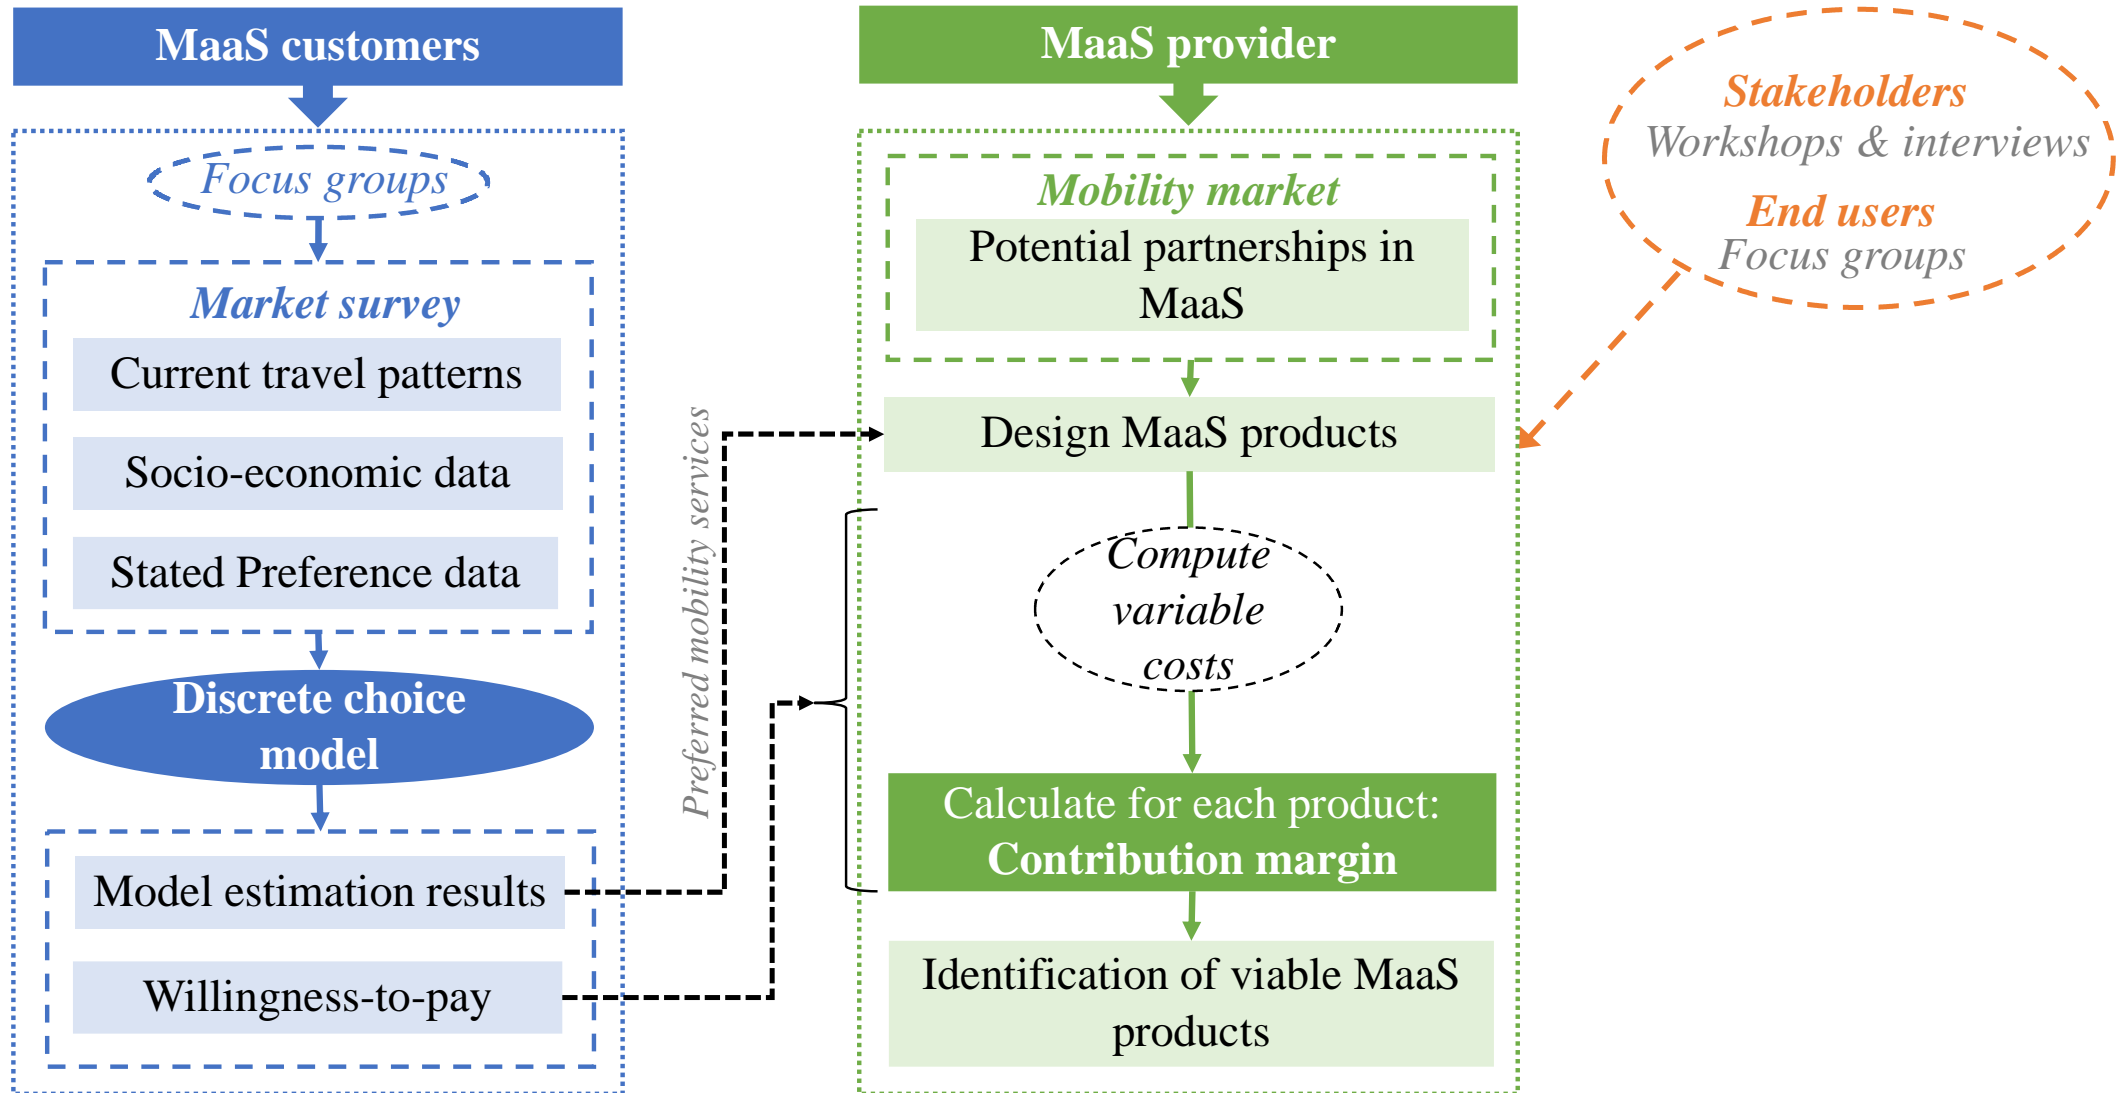 MaaS customers
Focus groups
Market survey
Current travel patterns
Socio-economic data
Stated Preference data
Discrete choice
model
Model estimation results
Willingness-to-pay
Preferred mobility services
MaaS provider
Mobility market
Potential partnerships in
MaaS
Design MaaS products
Compute
variable
costs
Calculate for each product:
Contribution margin
Identification of viable MaaS
products
Stakeholders
Workshops & interviews
End users
Focus groups